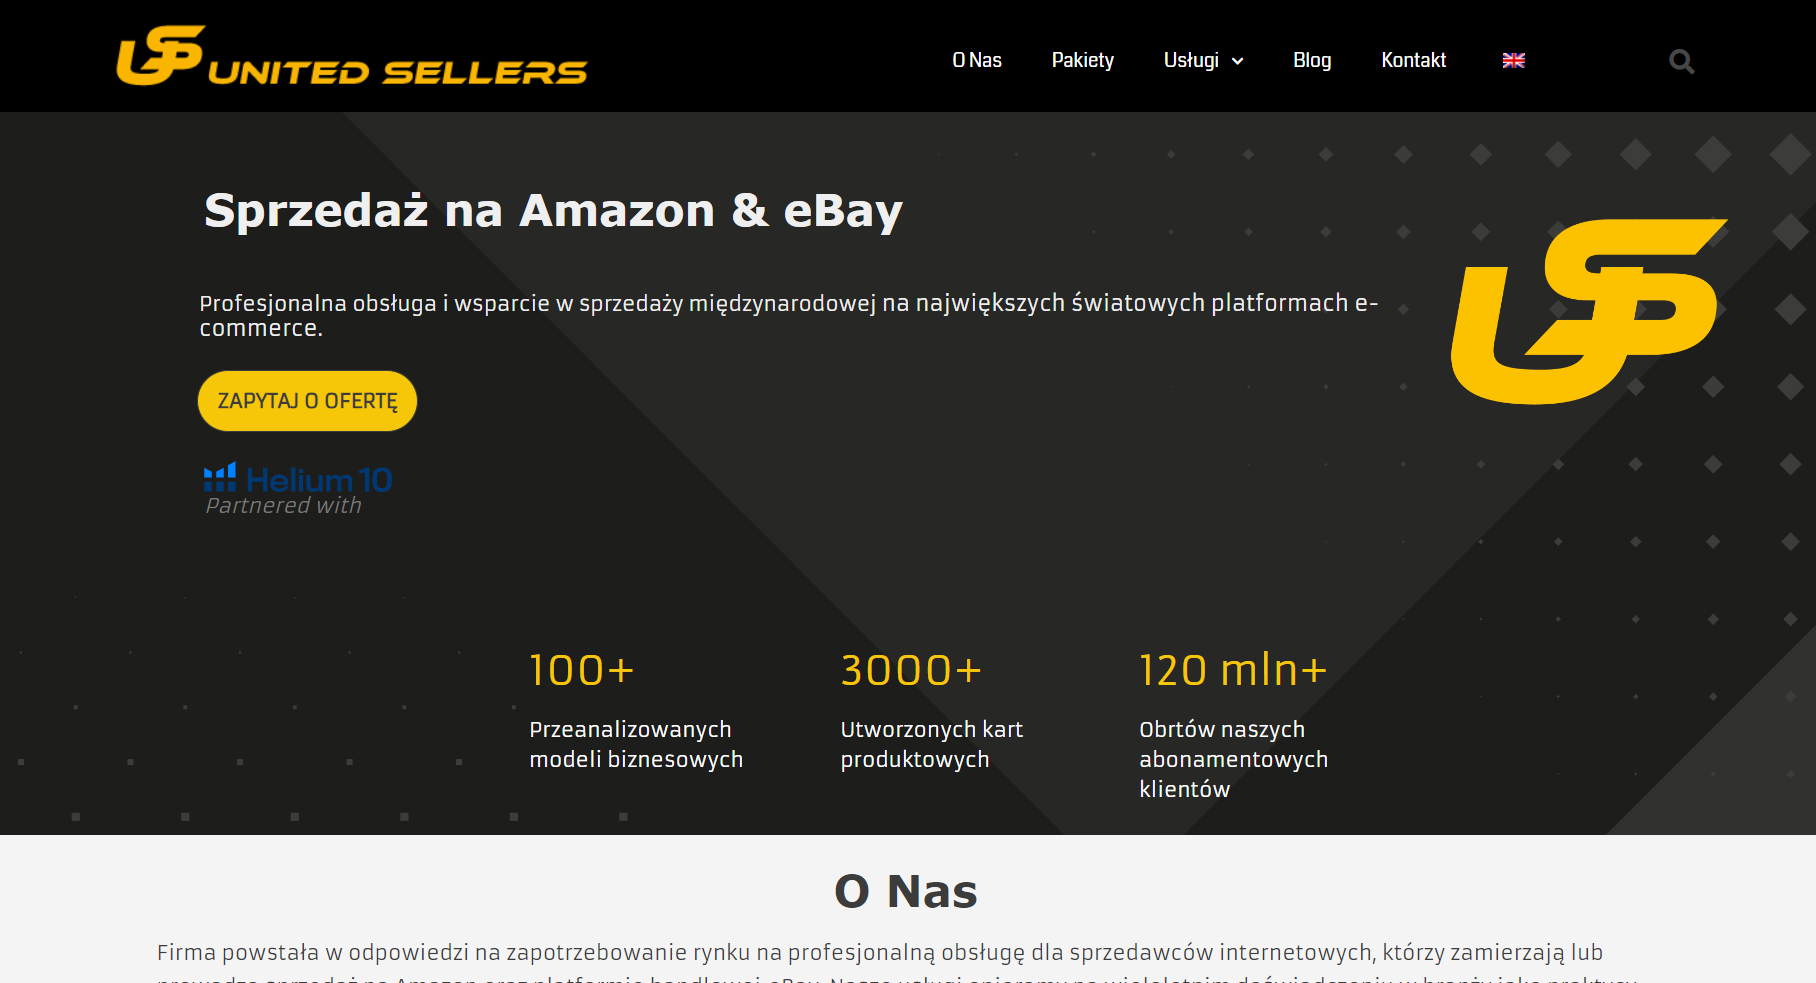 USP UNITED SELLERS
O Nas
Pakiety
Usługi
Blog
Kontakt
Sprzedaż na Amazon & eBay
Profesjonalna obsługa i wsparcie w sprzedaży międzynarodowej na największych światowych platformach e-
commerce.
USP
ZAPYTAJ O OFERTĘ
Helium 10
Partnered with
100+
Przeanalizowanych
modeli biznesowych
3000+
Utworzonych kart
produktowych
120 mln+
Obrtów naszych
abonamentowych
klientów
O Nas
Firma powstała w odpowiedzi na zapotrzebowanie rynku na profesjonalną obsługę dla sprzedawców internetowych, którzy zamierzają lub